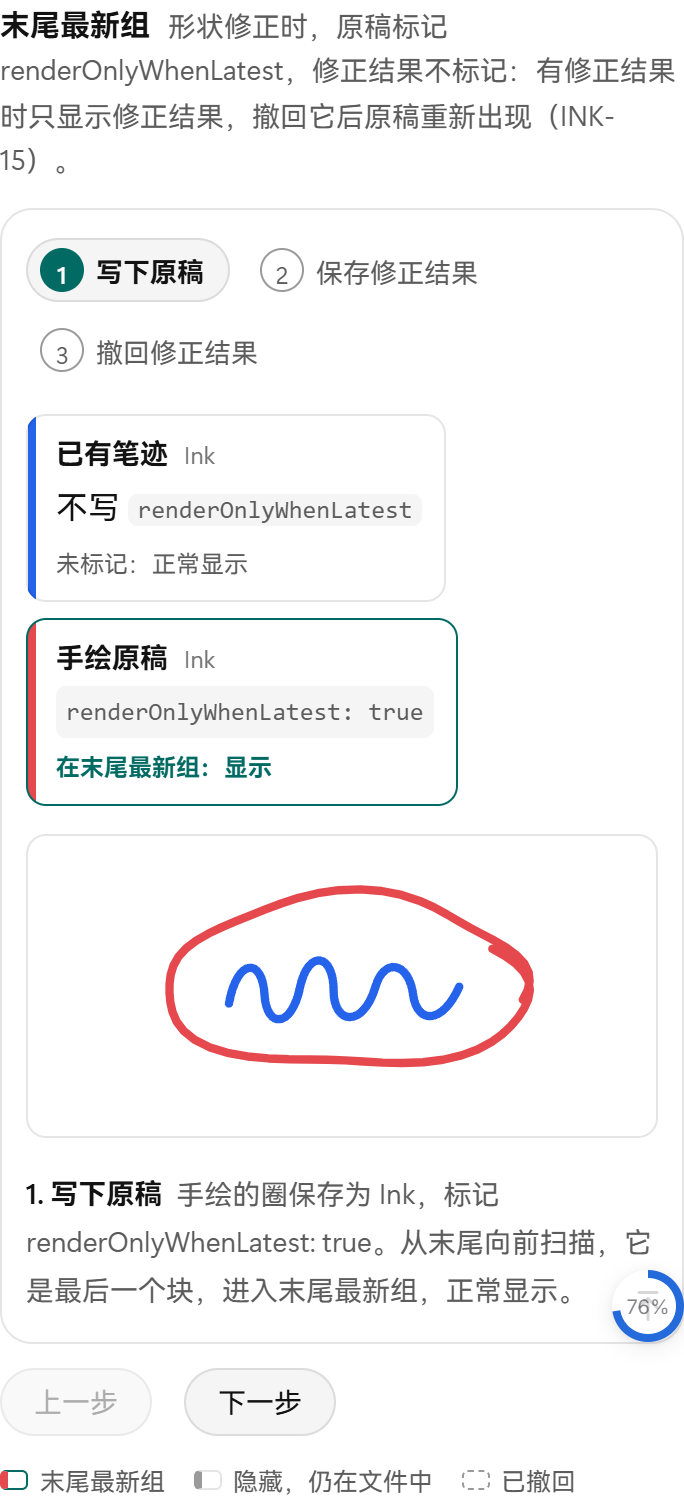 末尾最新组 形状修正时，原稿标记
renderOnlyWhenLatest，修正结果不标记：有修正结果
时只显示修正结果，撤回它后原稿重新出现（INK-
15）。
1 写下原稿 2 保存修正结果
3 撤回修正结果
已有笔迹 Ink
不写 renderOnlyWhenLatest
未标记：正常显示
手绘原稿 Ink
renderOnlyWhenLatest: true
在末尾最新组：显示
1. 写下原稿 手绘的圈保存为 Ink，标记
renderOnlyWhenLatest: true。从末尾向前扫描，它
是最后一个块，进入末尾最新组，正常显示。
76%
上一步 下一步
末尾最新组 隐藏，仍在文件中 已撤回